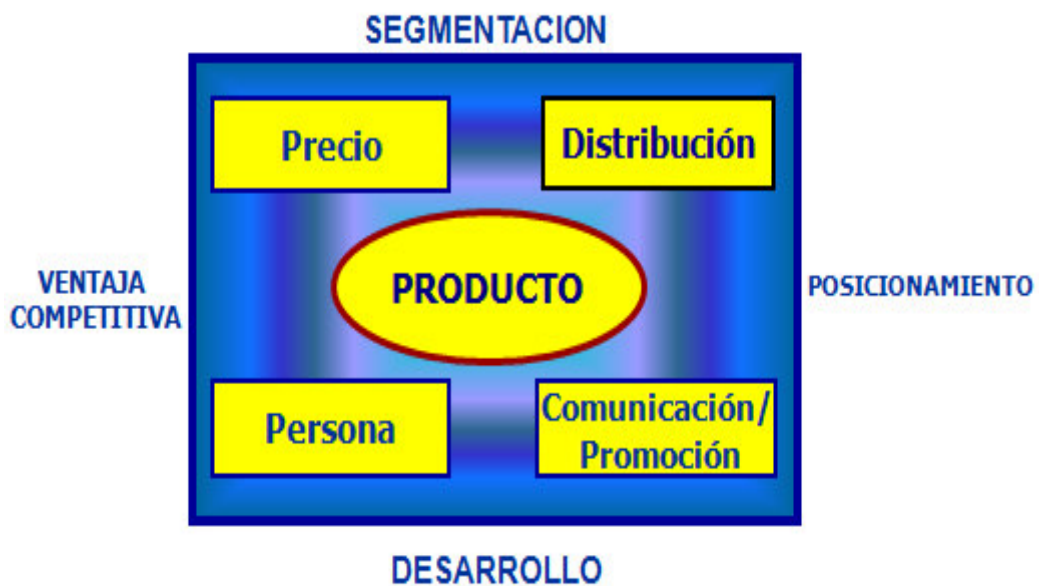 SEGMENTACION
Precio
Distribución
VENTAJA
COMPETITIVA
PRODUCTO
POSICIONAMIENTO
Persona
Comunicación/
Promoción
DESARROLLO